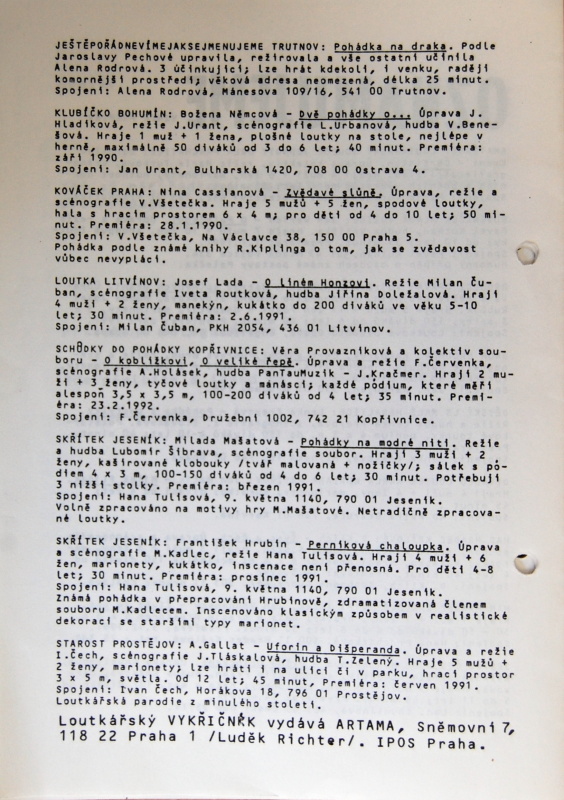 JEŠTĚPOŘÁDNEVÍMEJAKSEJMENUJEME TRUTNOV: Pohádka na draka. Podle
Jaroslavy Pechové upravila, režírovala a vše ostatní učinila
Alena Rodrová. 3 účinkující; lze hrát kdekoli, i venku, raději
komornější prostředí; věková adresa neomezená, délka 25 minut.
Spojení: Alena Rodrová, Mánesova 109/16, 541 00 Trutnov.
KLUBÍČKO BOHUMÍN: Božena Němcová - Dvě pohádky o... Úprava J.
Hladíková, režie J.Urant, scénografie L.Urbanová, hudba V.Bene-
šová. Hraje 1 muž + 1 žena, plošné loutky na stole, nejlépe v
herně, maximálně 50 diváků od 3 do 6 let; 40 minut. Premiéra:
září 1990.
Spojení: Jan Urant, Bulharská 1420, 708 00 Ostrava 4.
KOVÁČEK PRAHA: Nina Cassianová - Zvědavé slůně. Úprava, režie a
scénografie V.Všetečka. Hraje 5 mužů + 5 žen, spodové loutky,
hala s hracím prostorem 6 x 4 m; pro děti od 4 do 10 let; 50 mi-
nut. Premiéra: 28.1.1990.
Spojení: V.Všetečka, Na Václavce 38, 150 00 Praha 5.
Pohádka podle známé knihy R.Kiplinga o tom, jak se zvědavost
vůbec nevyplácí.
LOUTKA LITVÍNOV: Josef Lada - O líném Honzovi. Režie Milan Ču-
ban, scénografie Iveta Routková, hudba Jiřina Doležalová. Hrají
4 muži + 2 ženy, manekýn, kukátko do 200 diváků ve věku 5-10
let; 30 minut. Premiéra: 2.6.1991.
Spojení: Milan Čuban, PKH 2054, 436 01 Litvínov.
SCHŮDKY DO POHÁDKY KOPŘIVNICE: Věra Provazníková a kolektiv sou-
boru - O koblížkovi, O veliké řepě. Úprava a režie F.Červenka,
scénografie A.Holásek, hudba PanTauMuzik - J.Kračmer. Hrají 2 mu-
ži + 3 ženy, tyčové loutky a maňásci; každé pódium, které měří
alespoň 3,5 x 3,5 m, 100-200 diváků od 4 let; 35 minut. Premi-
éra: 23.2.1992.
Spojení: F.Červenka, Družební 1002, 742 21 Kopřivnice.
SKŘÍTEK JESENÍK: Milada Mašatová - Pohádky na modré niti. Režie
a hudba Lubomír Šíbrava, scénografie soubor. Hrají 3 muži + 2
ženy, kašírované klobouky /tvář malovaná + nožičky/; sálek s pó-
diem 4 x 3 m, 100-150 diváků od 4 do 6 let; 30 minut. Potřebují
3 nižší stolky. Premiéra: březen 1991.
Spojení: Hana Tulisová, 9. května 1140, 790 01 Jeseník.
Volně zpracováno na motivy hry M.Mašatové. Netradičně zpracova-
né loutky.
SKŘÍTEK JESENÍK: František Hrubín - Perníková chaloupka. Úprava
a scénografie M.Kadlec, režie Hana Tulisová. Hrají 4 muži + 6
žen, marionety, kukátko, inscenace není přenosná. Pro děti 4-8
let; 30 minut. Premiéra: prosinec 1991.
Spojení: Hana Tulisová, 9. května 1140, 790 01 Jeseník.
Známá pohádka v přepracování Hrubínově, zdramatizovaná členem
souboru M.Kadlecem. Inscenováno klasickým způsobem v realistické
dekoraci se staršími typy marionet.
STAROST PROSTĚJOV: A.Gallat - Uforin a Dišperanda. Úprava a režie
I.Čech, scénografie J.Tláskalová, hudba T.Zelený. Hraje 5 mužů +
2 ženy, marionety; lze hráti i na ulici či v parku, hrací prostor
3 x 5 m, světla. Od 12 let; 45 minut, Premiéra: červen 1991.
Spojení: Ivan Čech, Horákova 18, 796 01 Prostějov.
Loutkářská parodie z minulého století.
Loutkářský VYKŘIČNÍK vydává ARTAMA, Sněmovní 7,
118 22 Praha 1 /Luděk Richter/. IPOS Praha.